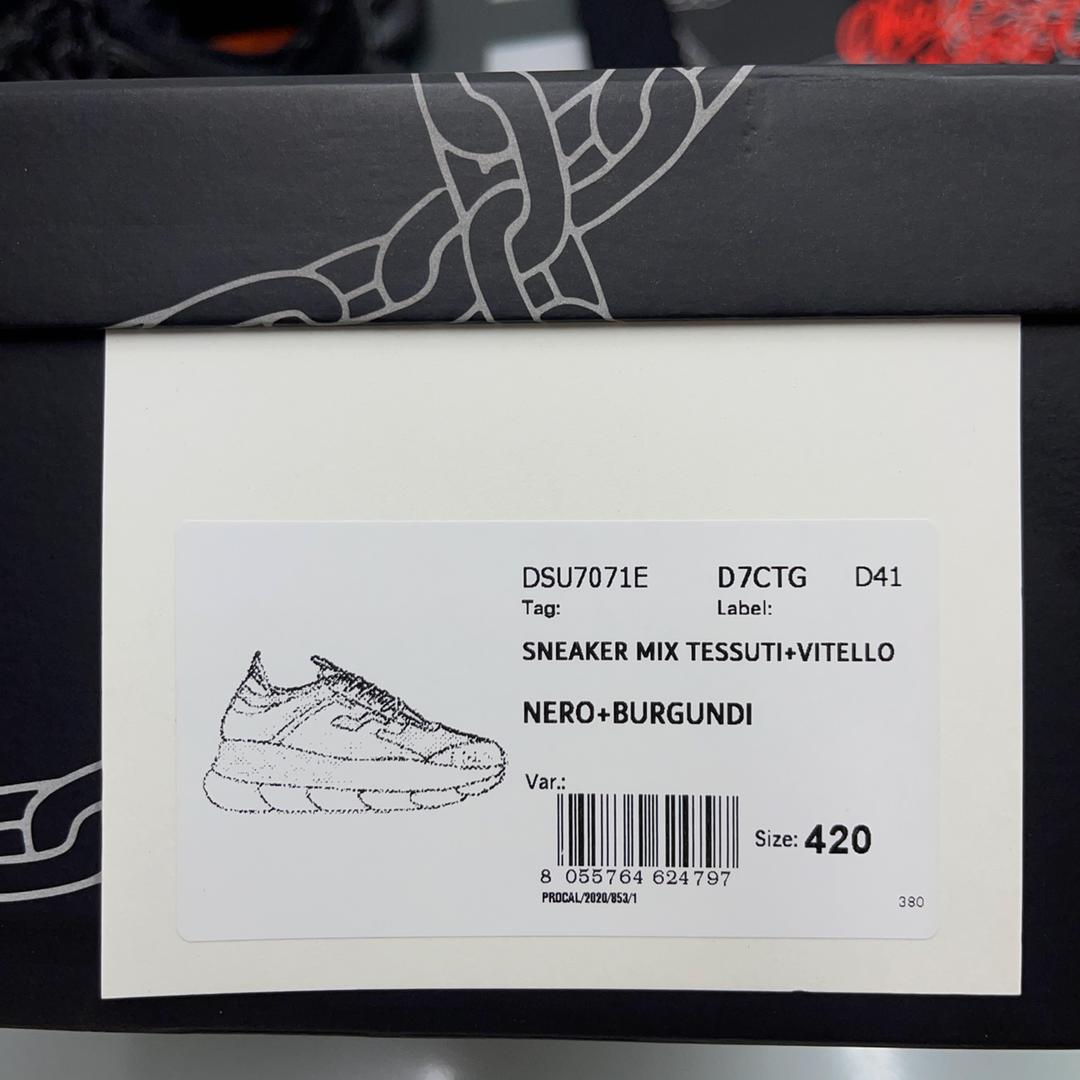 DSU7071E D7CTG D41
Tag: Label:
SNEAKER MIX TESSUTI+VITELLO
NERO+BURGUNDI
Var.:
Size: 420
8 055764 624797
PROCAL/2020/853/1
380